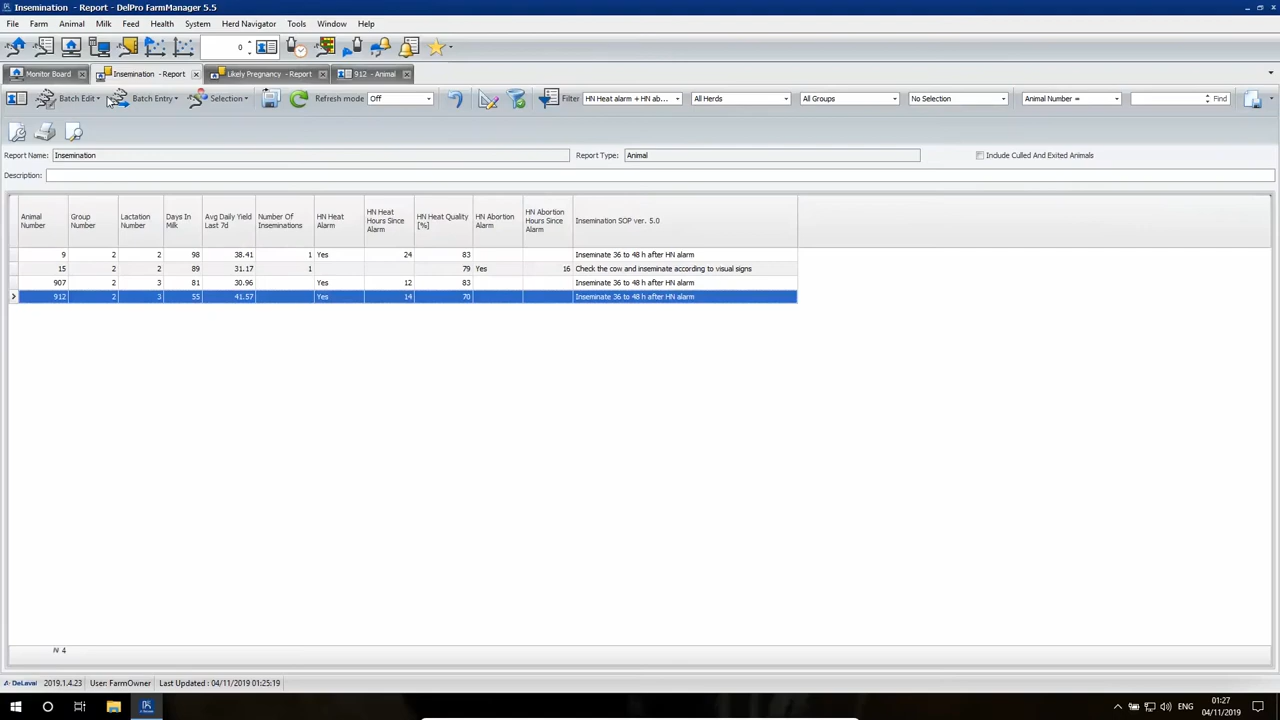 Insemination - Report - DelPro FarmManager 5.5
File Farm Animal Milk Feed Health System Herd Navigator Tools Window Help
0
Monitor Board Insemination - Report Likely Pregnancy - Report 912 - Animal
Batch Edit Batch Entry Selection Refresh mode Off Filter HN Heat alarm + HN ab... All Herds All Groups No Selection Animal Number = Find
Report Name: Insemination Report Type: Animal Include Culled And Exited Animals
Description:
Animal Number Group Number Lactation Number Days In Milk Avg Daily Yield Last 7d Number Of Inseminations HN Heat Alarm HN Heat Hours Since Alarm HN Heat Quality [%] HN Abortion Alarm HN Abortion Hours Since Alarm Insemination SOP ver. 5.0
9 2 2 98 38.41 1 Yes 24 83 Inseminate 36 to 48 h after HN alarm
15 2 2 89 31.17 1 79 Yes 16 Check the cow and inseminate according to visual signs
907 2 3 81 30.96 Yes 12 83 Inseminate 36 to 48 h after HN alarm
912 2 3 55 41.57 Yes 14 70 Inseminate 36 to 48 h after HN alarm
N 4
DeLaval 2019.1.4.23 User: FarmOwner Last Updated : 04/11/2019 01:25:19
ENG 01:27
04/11/2019